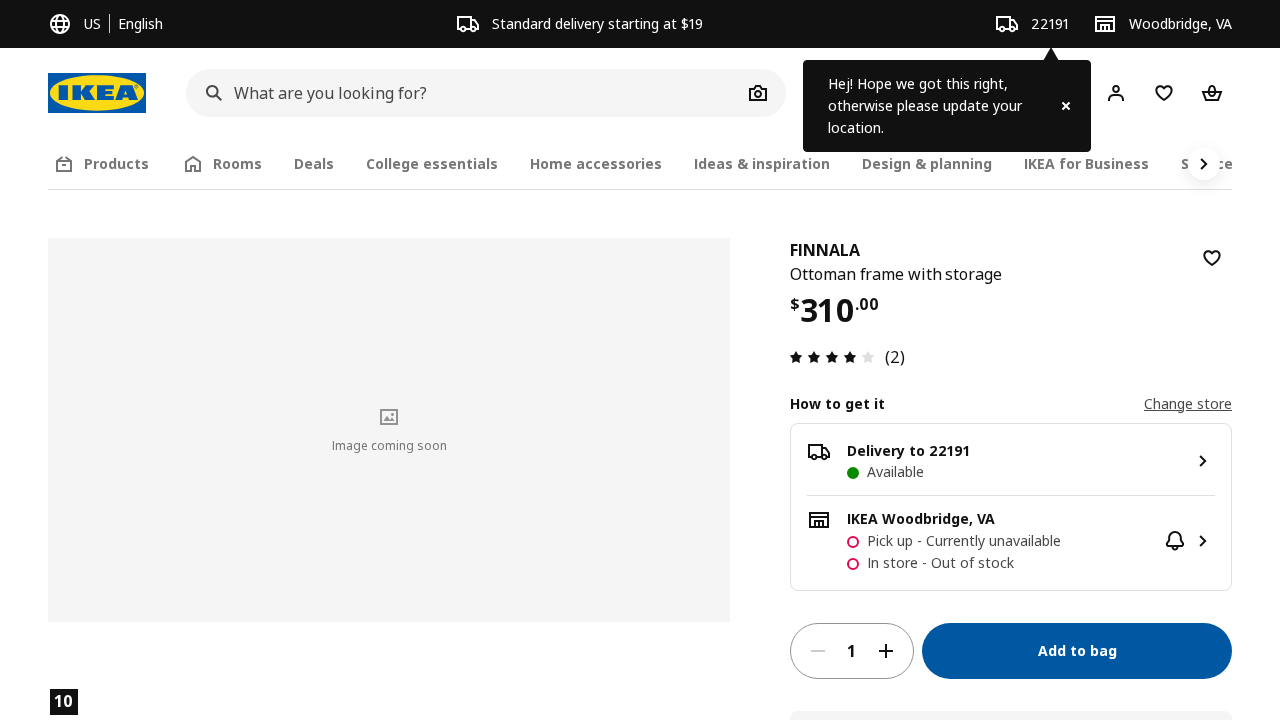 US
English
Standard delivery starting at $19
22191
Woodbridge, VA
IKEA
What are you looking for?
Hej! Hope we got this right,
otherwise please update your
location.
Products
Rooms
Deals
College essentials
Home accessories
Ideas & inspiration
Design & planning
IKEA for Business
Image coming soon
10
FINNALA
Ottoman frame with storage
$310.00
(2)
How to get it
Change store
Delivery to 22191
Available
IKEA Woodbridge, VA
Pick up - Currently unavailable
In store - Out of stock
1
Add to bag